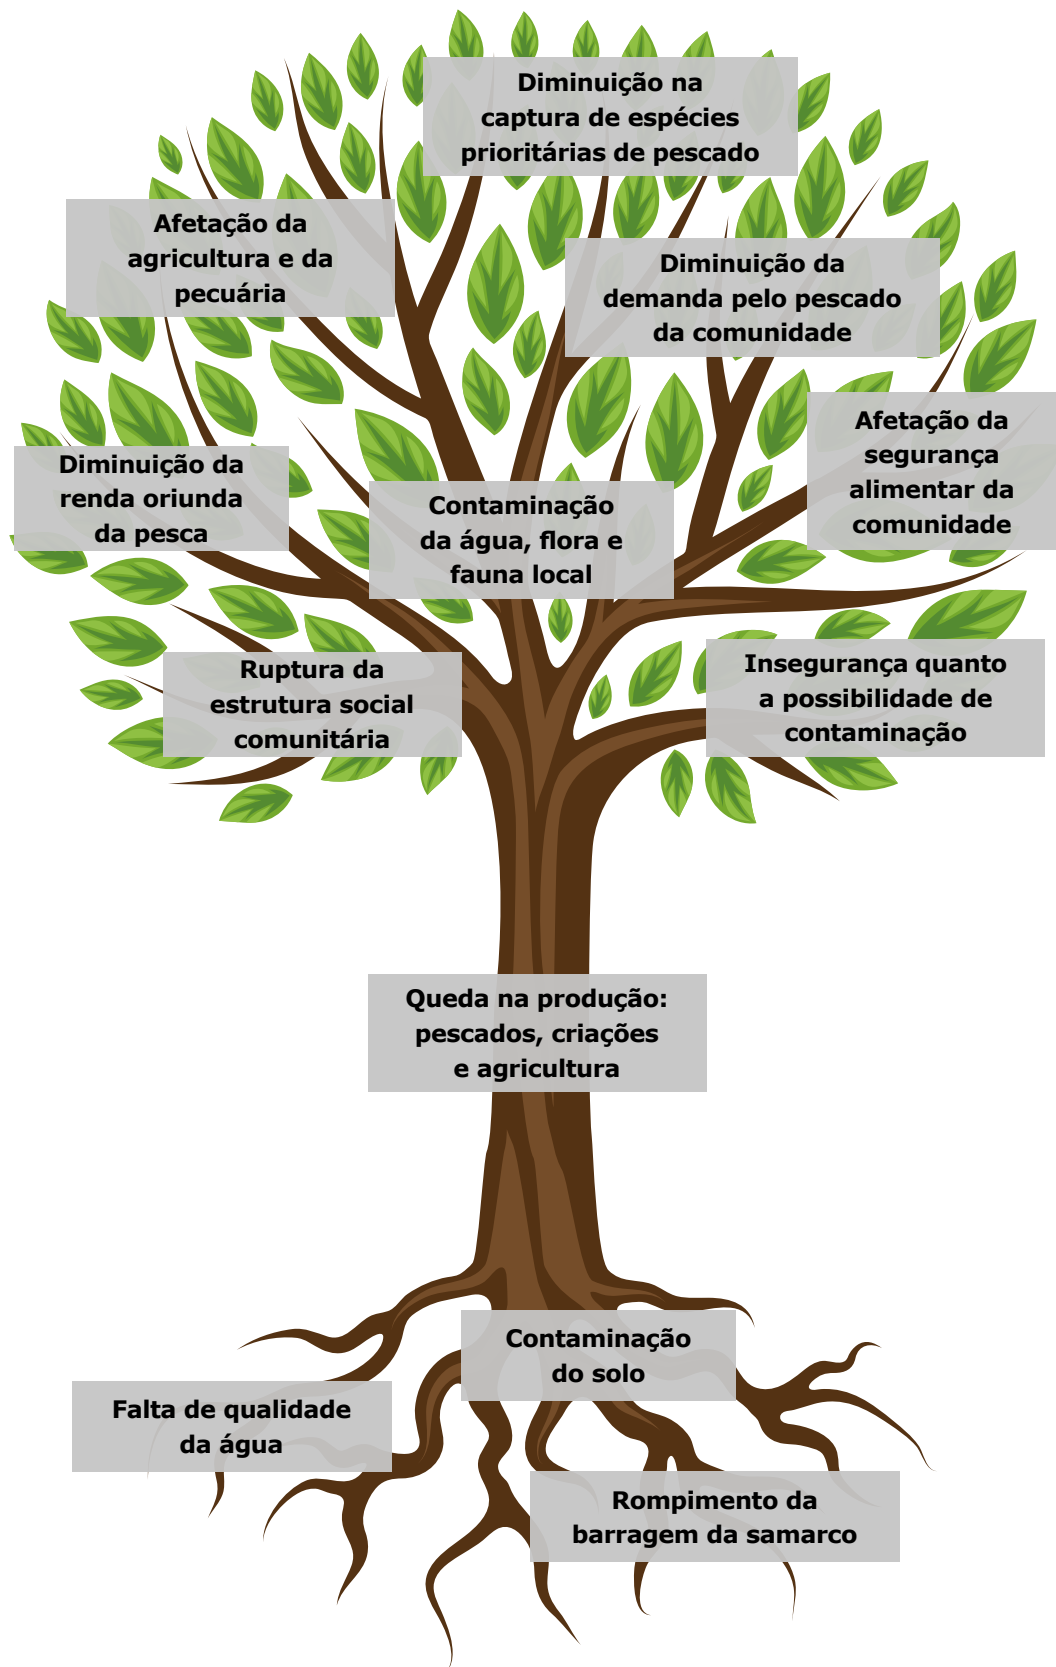 Diminuição na
captura de espécies
prioritárias de pescado
Afetação da
agricultura e da
pecuária
Diminuição da
demanda pelo pescado
da comunidade
Afetação da
segurança
alimentar da
comunidade
Diminuição da
renda oriunda
da pesca
Contaminação
da água, flora e
fauna local
Ruptura da
estrutura social
comunitária
Insegurança quanto
a possibilidade de
contaminação
Queda na produção:
pescados, criações
e agricultura
Contaminação
do solo
Falta de qualidade
da água
Rompimento da
barragem da samarco